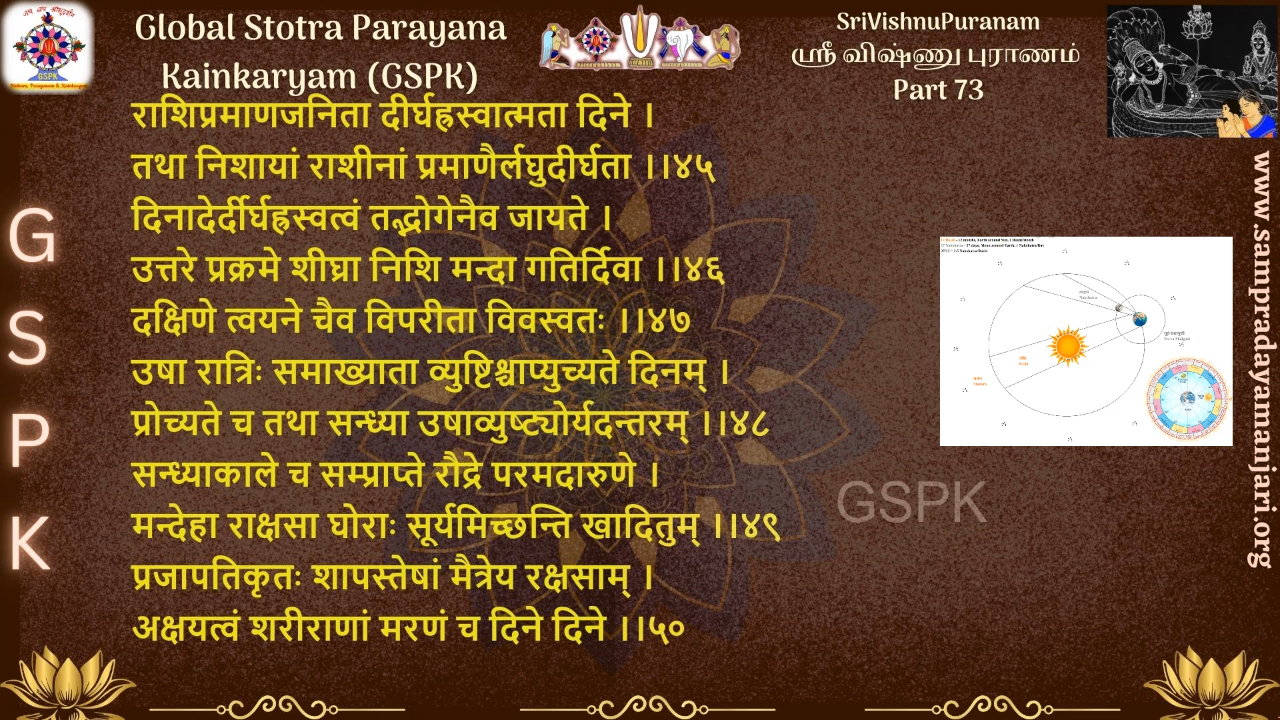 Global Stotra Parayana
Kainkaryam (GSPK)
SriVishnuPuranam
ஸ்ரீ விஷ்ணு புராணம்
Part 73
राशिप्रमाणजनिता दीर्घह्रस्वात्मता दिने ।
तथा निशायां राशीनां प्रमाणैर्लघुदीर्घता ।।४५
दिनादेर्दीर्घह्रस्वत्वं तद्भोगेनैव जायते ।
उत्तरे प्रक्रमे शीघ्रा निशि मन्दा गतिर्दिवा ।।४६
दक्षिणे त्वयने चैव विपरीता विवस्वतः ।।४७
उषा रात्रिः समाख्याता व्युष्टिश्चाप्युच्यते दिनम् ।
प्रोच्यते च तथा सन्ध्या उषाव्युष्ट्योर्यदन्तरम् ।।४८
सन्ध्याकाले च सम्प्राप्ते रौद्रे परमदारुणे ।
मन्देहा राक्षसा घोराः सूर्यमिच्छन्ति खादितुम् ।।४९
प्रजापतिकृतः शापस्तेषां मैत्रेय रक्षसाम् ।
अक्षयत्वं शरीराणां मरणं च दिने दिने ।।५०
G
S
P
K
GSPK
www.sampradayamanjari.org